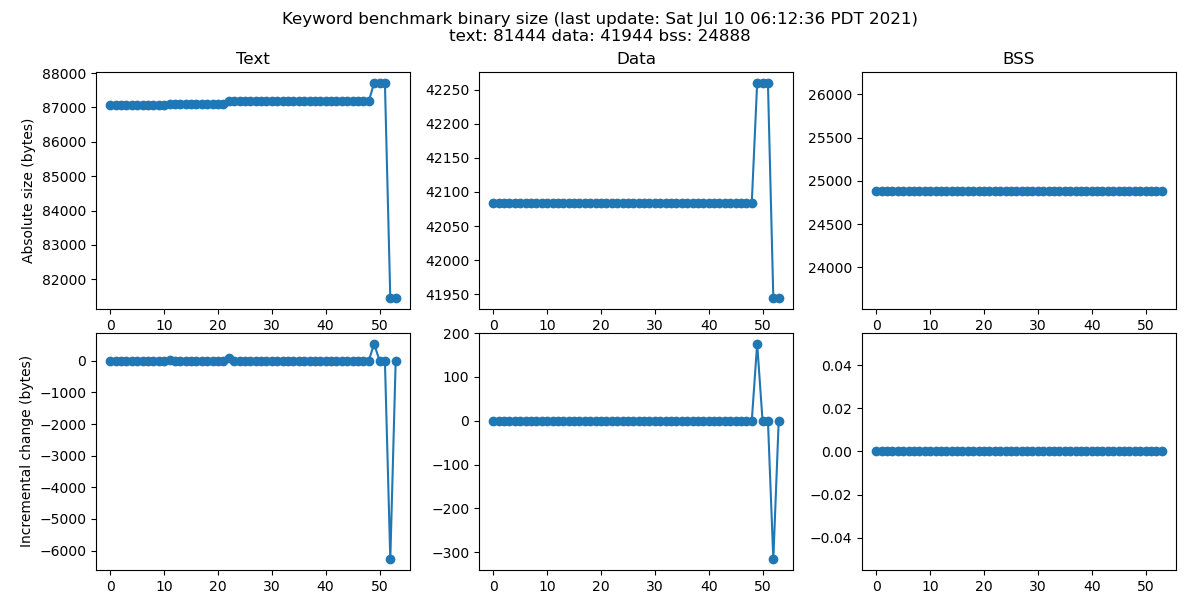 Keyword benchmark binary size (last update: Sat Jul 10 06:12:36 PDT 2021)
text: 81444 data: 41944 bss: 24888
Text
Data
BSS
Absolute size (bytes)
88000
87000
86000
85000
84000
83000
82000
0 10 20 30 40 50
42250
42200
42150
42100
42050
42000
41950
0 10 20 30 40 50
26000
25500
25000
24500
24000
0 10 20 30 40 50
Incremental change (bytes)
0
−1000
−2000
−3000
−4000
−5000
−6000
0 10 20 30 40 50
200
100
0
−100
−200
−300
0 10 20 30 40 50
0.04
0.02
0.00
−0.02
−0.04
0 10 20 30 40 50